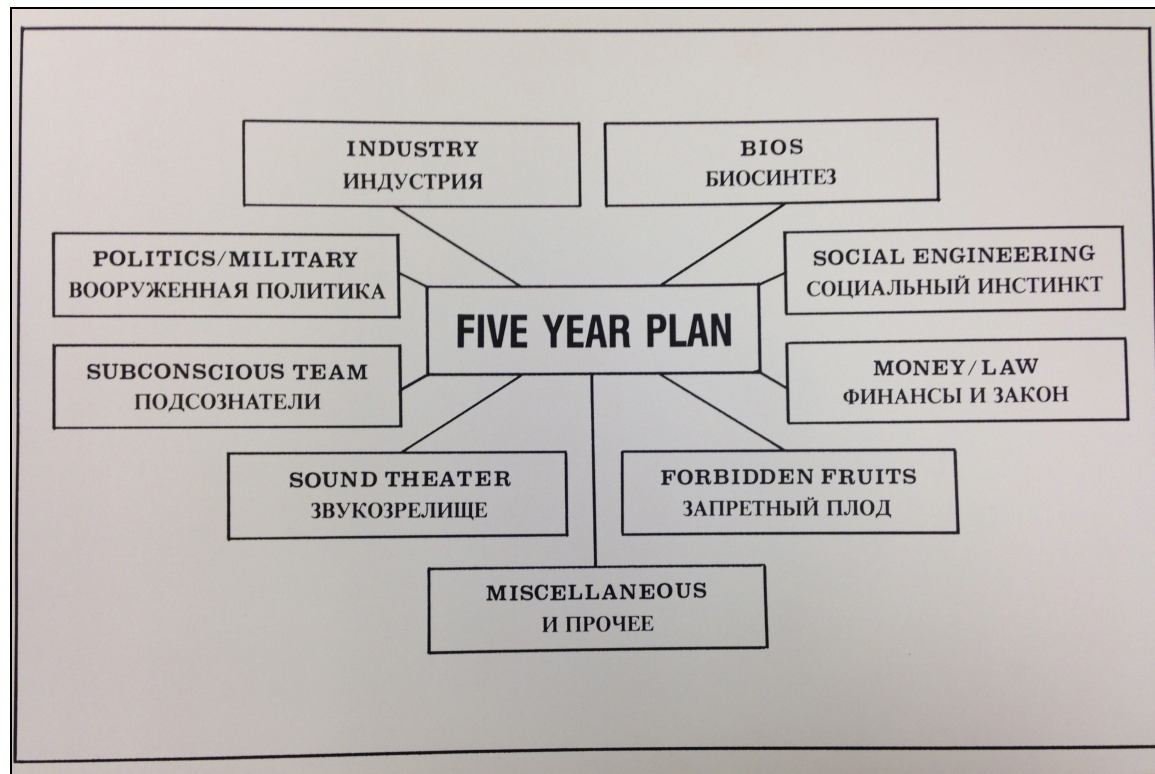 INDUSTRY
ИНДУСТРИЯ
BIOS
БИОСИНТЕЗ
POLITICS/MILITARY
ВООРУЖЕННАЯ ПОЛИТИКА
SOCIAL ENGINEERING
СОЦИАЛЬНЫЙ ИНСТИНКТ
FIVE YEAR PLAN
SUBCONSCIOUS TEAM
ПОДСОЗНАТЕЛИ
MONEY/LAW
ФИНАНСЫ И ЗАКОН
SOUND THEATER
ЗВУКОЗРЕЛИЩЕ
FORBIDDEN FRUITS
ЗАПРЕТНЫЙ ПЛОД
MISCELLANEOUS
И ПРОЧЕЕ